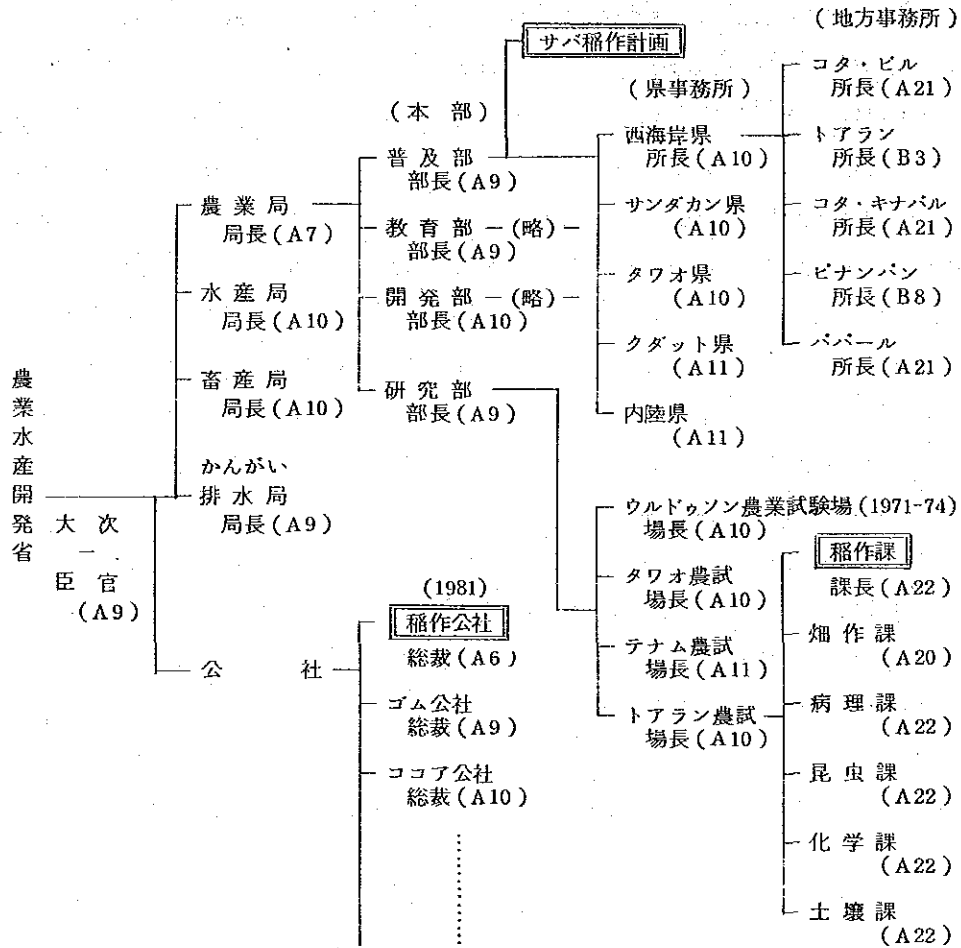 (地方事務所)
サバ稲作計画
コタ・ビル
所長(A21)
(県事務所)
(本部)
西海岸県
所長(A10)
トアラン
所長(B3)
普及部
部長(A9)
農業局
局長(A7)
サンダカン県
(A10)
コタ・キナバル
所長(A21)
教育部-(略)-
部長(A9)
水産局
局長(A10)
開発部-(略)-
部長(A10)
タワオ県
(A10)
ピナンパン
所長(B8)
クダット県
(A11)
パパール
所長(A21)
畜産局
局長(A10)
研究部
部長(A9)
内陸県
(A11)
農業水産開発省
大臣
一
次官
(A9)
かんがい
排水局
局長(A9)
ウルドゥソン農業試験場(1971-74)
場長(A10)
稲作課
課長(A22)
タワオ農試
場長(A10)
(1981)
稲作公社
総裁(A6)
畑作課
(A20)
公社
テナム農試
場長(A11)
ゴム公社
総裁(A9)
トアラン農試
場長(A10)
病理課
(A22)
ココア公社
総裁(A10)
昆虫課
(A22)
化学課
(A22)
土壌課
(A22)